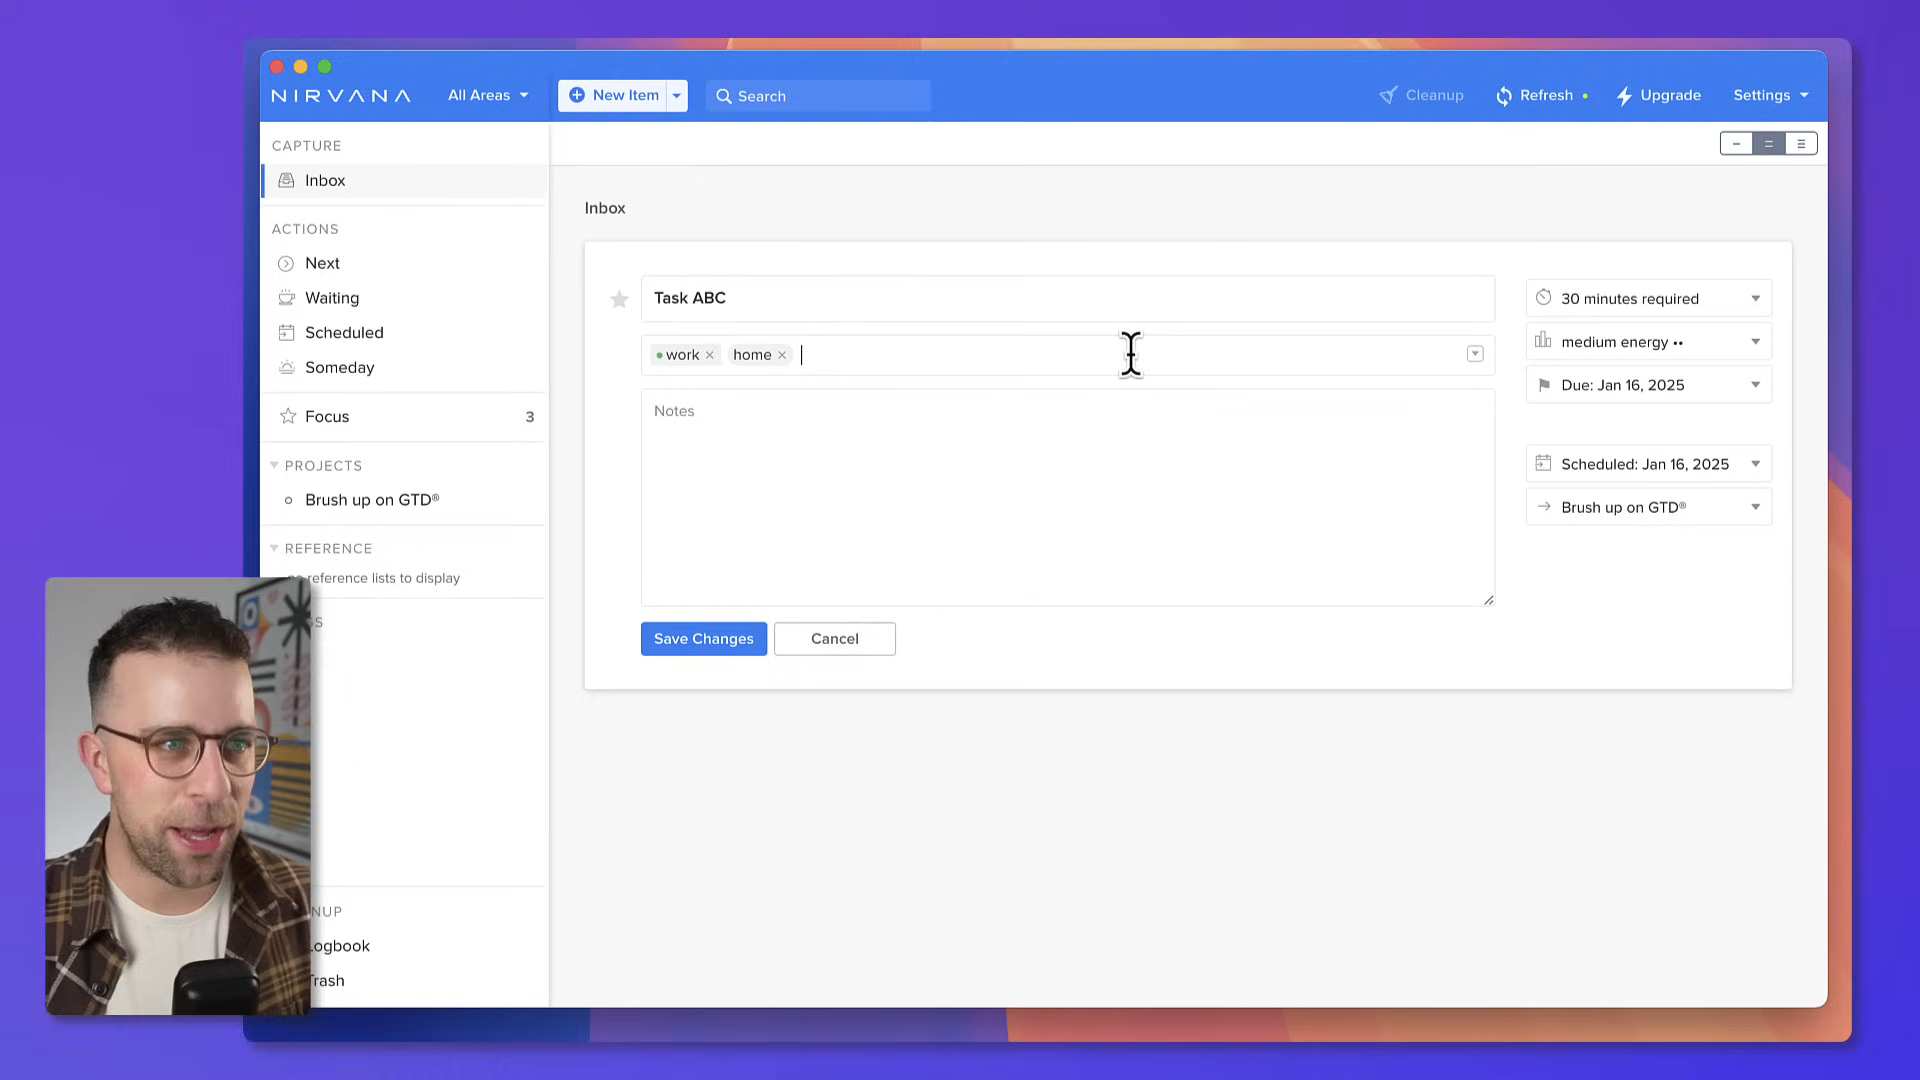 NIRVANA
All Areas
New Item
Search
Cleanup
Refresh
Upgrade
Settings
CAPTURE
Inbox
ACTIONS
Next
Waiting
Scheduled
Someday
Focus 3
PROJECTS
Brush up on GTD®
REFERENCE
reference lists to display
Logbook
Trash
Inbox
Task ABC
work × home ×
Notes
Save Changes
Cancel
30 minutes required
medium energy ••
Due: Jan 16, 2025
Scheduled: Jan 16, 2025
Brush up on GTD®